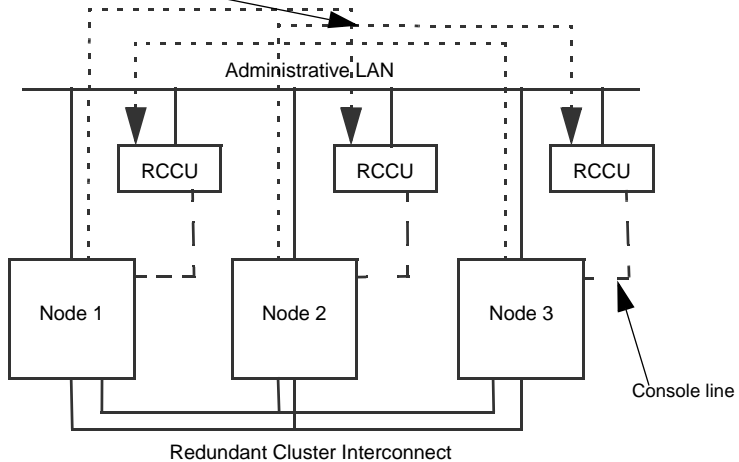 Administrative LAN
RCCU
RCCU
RCCU
Node 1
Node 2
Node 3
Console line
Redundant Cluster Interconnect